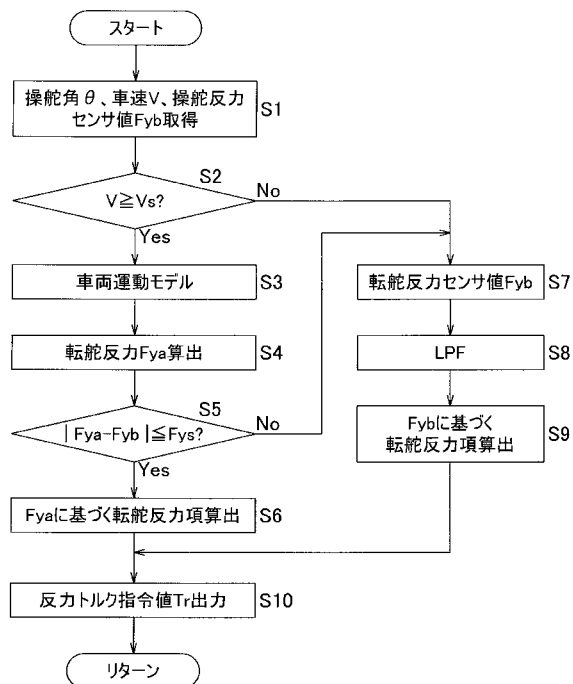 スタート
操舵角θ、車速V、操舵反力
センサ値Fyb取得
S1
S2
V≧Vs?
No
Yes
車両運動モデル
S3
転舵反力Fya算出
S4
S5
|Fya-Fyb|≦Fys?
No
Yes
Fyaに基づく転舵反力項算出
S6
転舵反力センサ値Fyb
S7
LPF
S8
Fybに基づく
転舵反力項算出
S9
反力トルク指令値Tr出力
S10
リターン